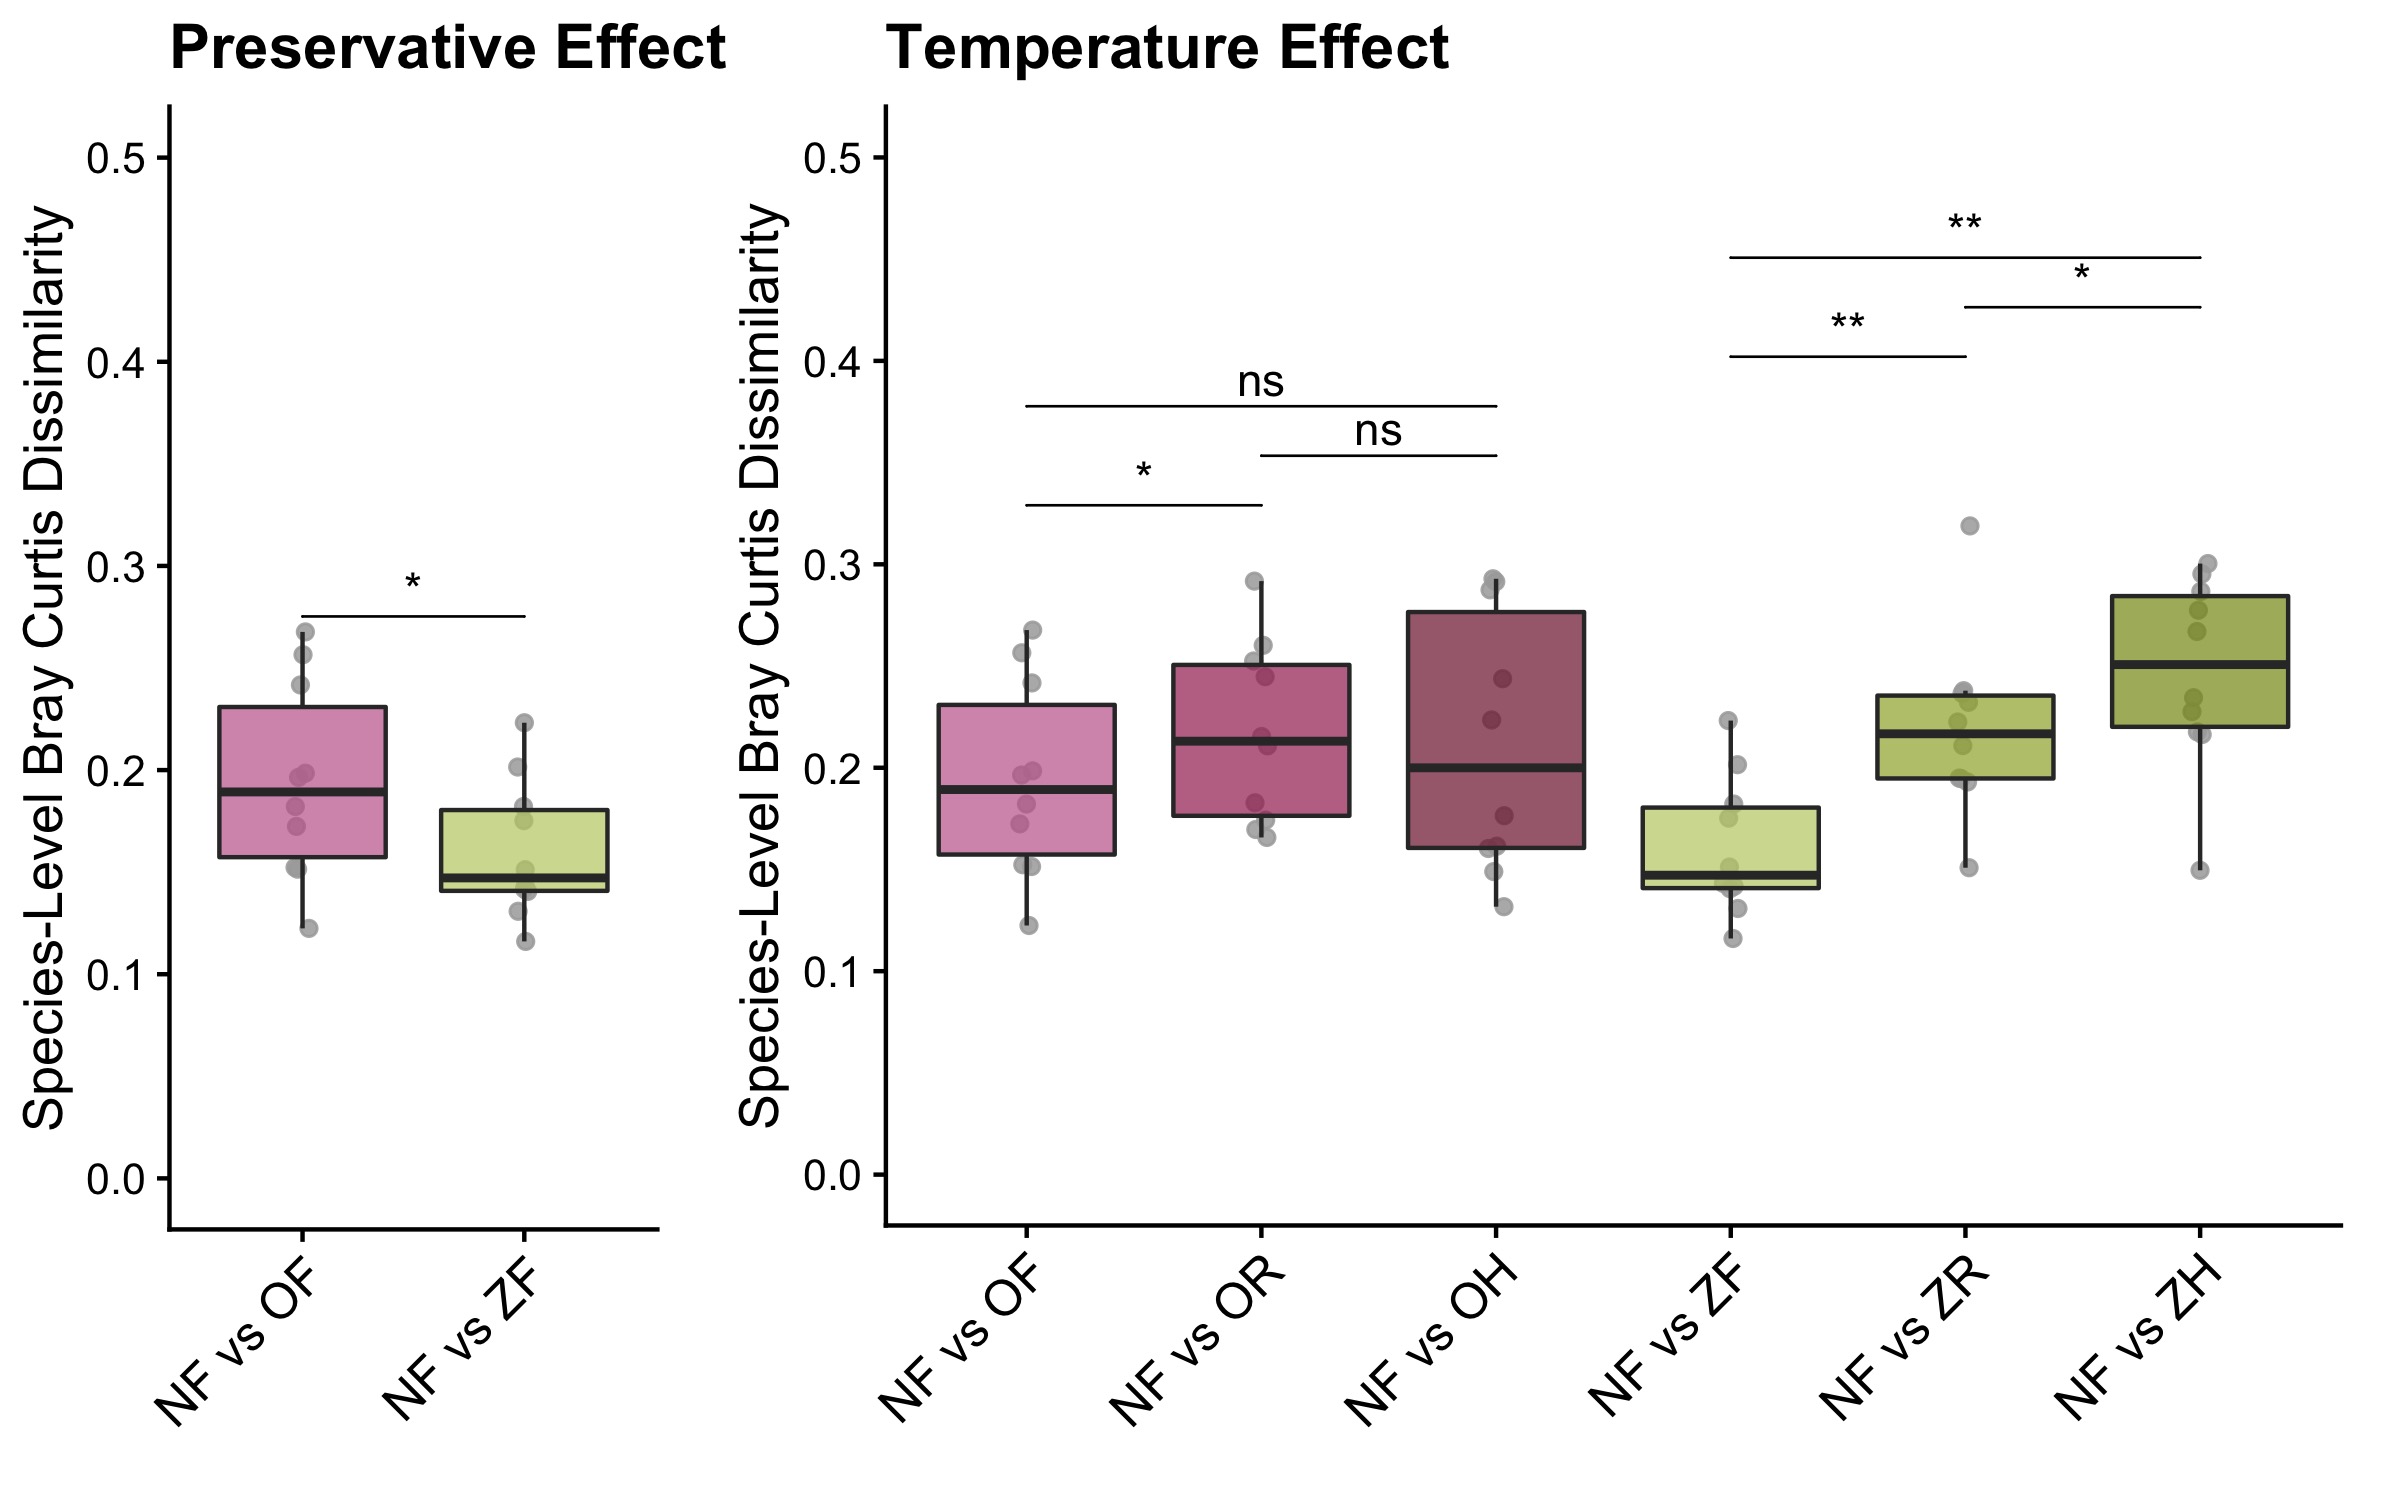 Preservative Effect
Species-Level Bray Curtis Dissimilarity
0.5
0.4
0.3
0.2
0.1
0.0
*
NF vs OF
NF vs ZF
Temperature Effect
Species-Level Bray Curtis Dissimilarity
0.5
0.4
0.3
0.2
0.1
0.0
**
*
**
ns
ns
*
NF vs OF
NF vs OR
NF vs OH
NF vs ZF
NF vs ZR
NF vs ZH